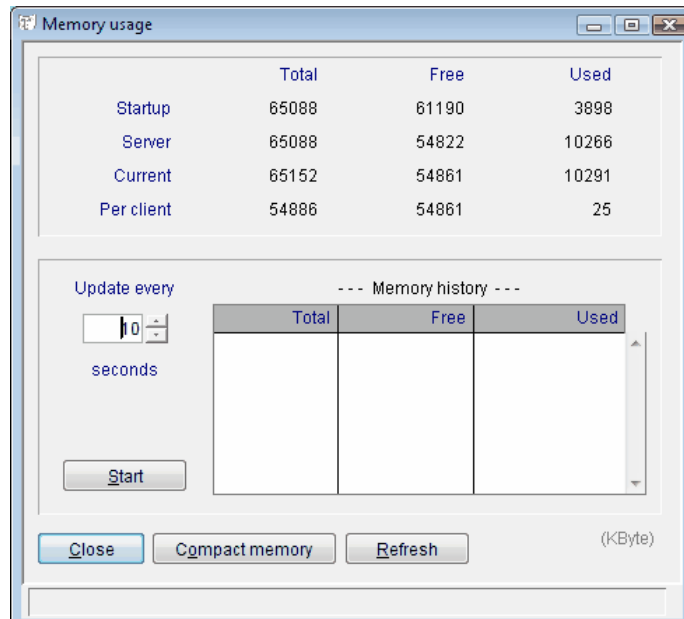 Memory usage
Total Free Used
Startup 65088 61190 3898
Server 65088 54822 10266
Current 65152 54861 10291
Per client 54886 54861 25
Update every --- Memory history ---
Total Free Used
10
seconds
Start
Close Compact memory Refresh (KByte)